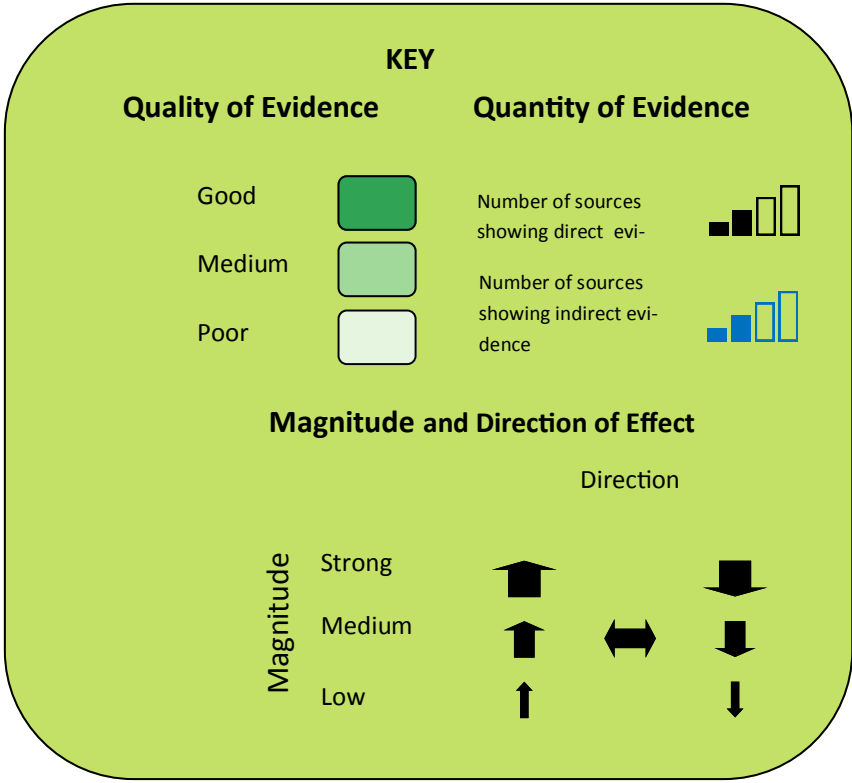 KEY
Quality of Evidence
Quantity of Evidence
Good
Medium
Poor
Number of sources
showing direct evi-
Number of sources
showing indirect evi-
dence
Magnitude and Direction of Effect
Direction
Magnitude
Strong
Medium
Low